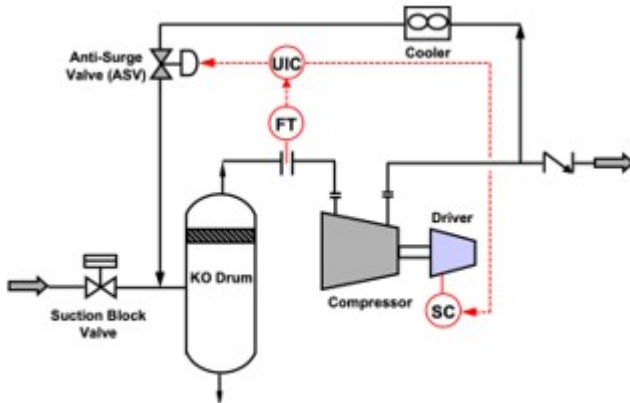 Cooler
Anti-Surge
Valve (ASV)
UIC
FT
Driver
KO Drum
Compressor
SC
Suction Block
Valve